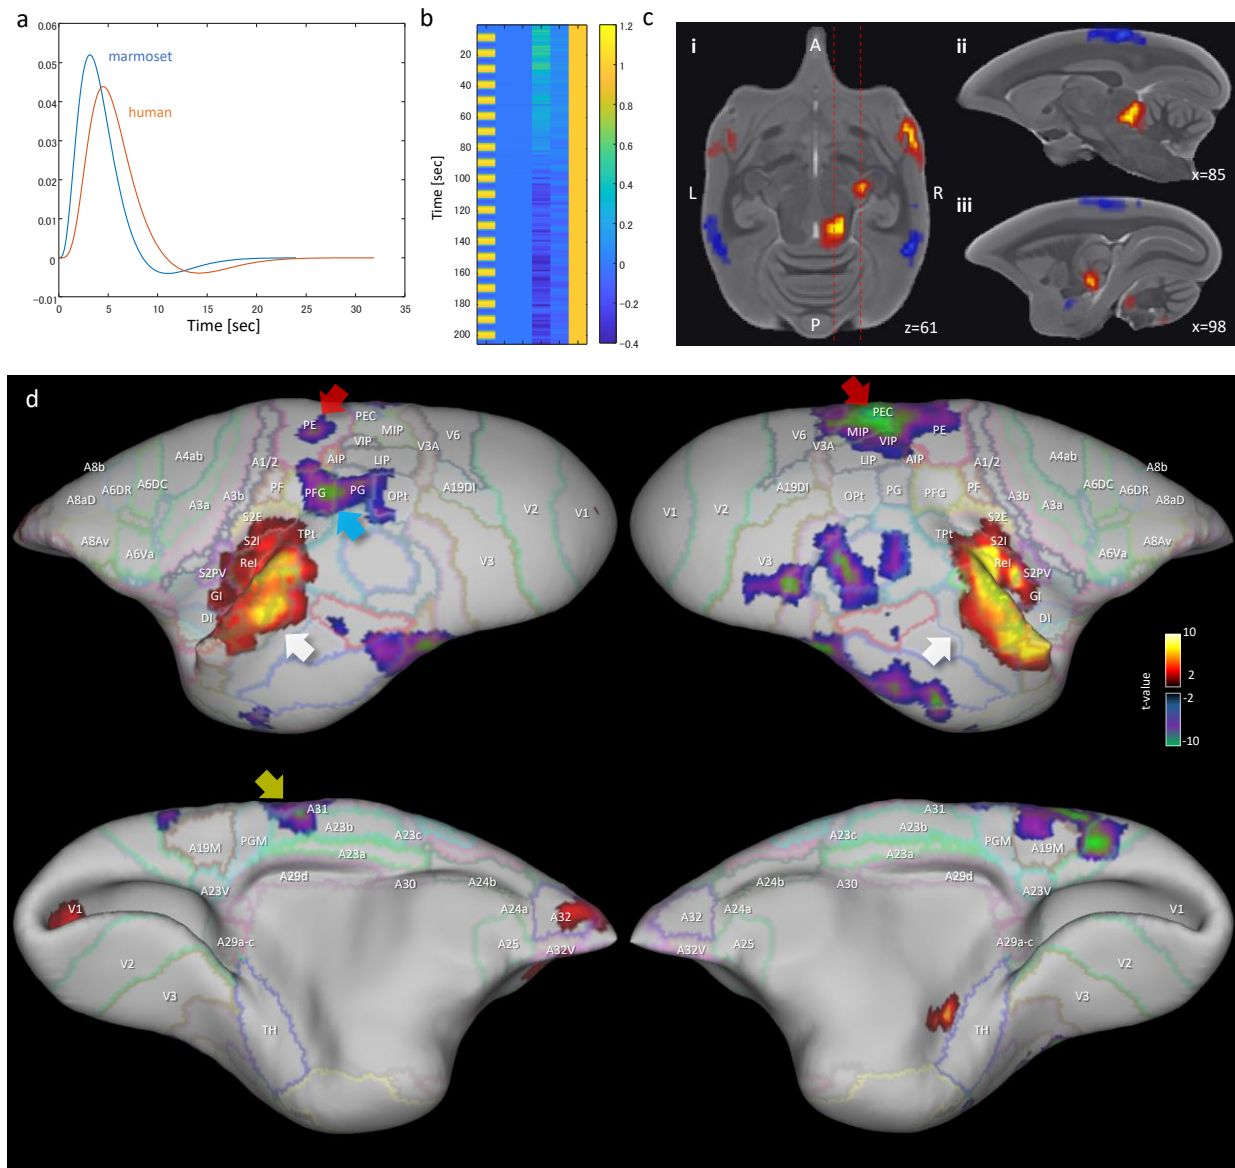 a
0.06
0.05
0.04
0.03
0.02
0.01
0
-0.01
0 5 10 15 20 25 30 35
Time [sec]
marmoset
human
b
Time [sec]
20
40
60
80
100
120
140
160
180
200
1.2
1
0.8
0.6
0.4
0.2
0
-0.2
-0.4
c
i
A
L
R
P
z=61
ii
x=85
iii
x=98
d
PE
PEC
MIP
VIP
V3A
V6
AIP
LIP
A1/2
A4ab
A8b
A6DC
A6DR
A8aD
A3a
A3b
PF
PFG
PG
OPt
A19DI
V2
V1
A8Av
A6Va
S2E
S2I
TPt
ReI
S2PV
GI
DI
V3
PEC
MIP
PE
VIP
V6
V3A
LIP
AIP
A1/2
A4ab
A8b
A6DC
A6DR
A8aD
A19DI
V1
V2
OPt
PG
PFG
PF
A3b
A3a
S2E
TPt
S2I
ReI
S2PV
GI
DI
A6Va
A8Av
V3
10
2
-2
-10
t-value
A31
A23b
A19M
PGM
A23c
A23a
A29d
A30
A24b
A23V
V1
A24a
A32
A25
A32V
A29a-c
V2
V3
TH
A31
A23b
A23c
PGM
A19M
A23a
A29d
A24b
A30
A23V
A32
A24a
V1
A32V
A25
A29a-c
V2
V3
TH